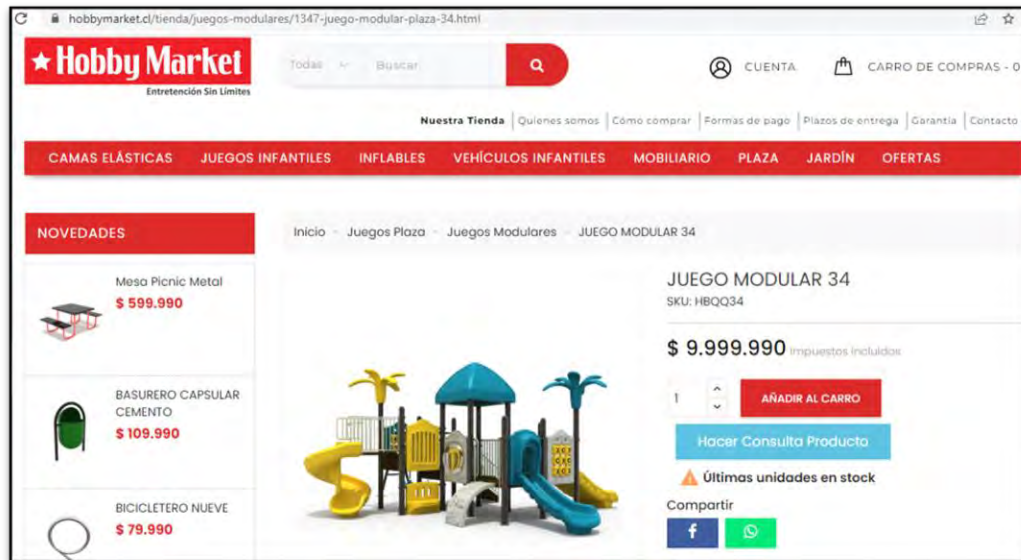 hobbymarket.cl/tienda/juegos-modulares/1347-juego-modular-plaza-34.html
Hobby Market
Entretención Sin Límites
Todas
Buscar
CUENTA
CARRO DE COMPRAS - 0
Nuestra Tienda | Quienes somos | Cómo comprar | Formas de pago | Plazos de entrega | Garantía | Contacto
CAMAS ELÁSTICAS JUEGOS INFANTILES INFLABLES VEHÍCULOS INFANTILES MOBILIARIO PLAZA JARDÍN OFERTAS
NOVEDADES
Mesa Picnic Metal
$ 599.990
BASURERO CAPSULAR
CEMENTO
$ 109.990
BICICLETERO NUEVE
$ 79.990
Inicio - Juegos Plaza - Juegos Modulares - JUEGO MODULAR 34
JUEGO MODULAR 34
SKU: HBQQ34
$ 9.999.990 Impuestos incluidos
1
AÑADIR AL CARRO
Hacer Consulta Producto
Últimas unidades en stock
Compartir